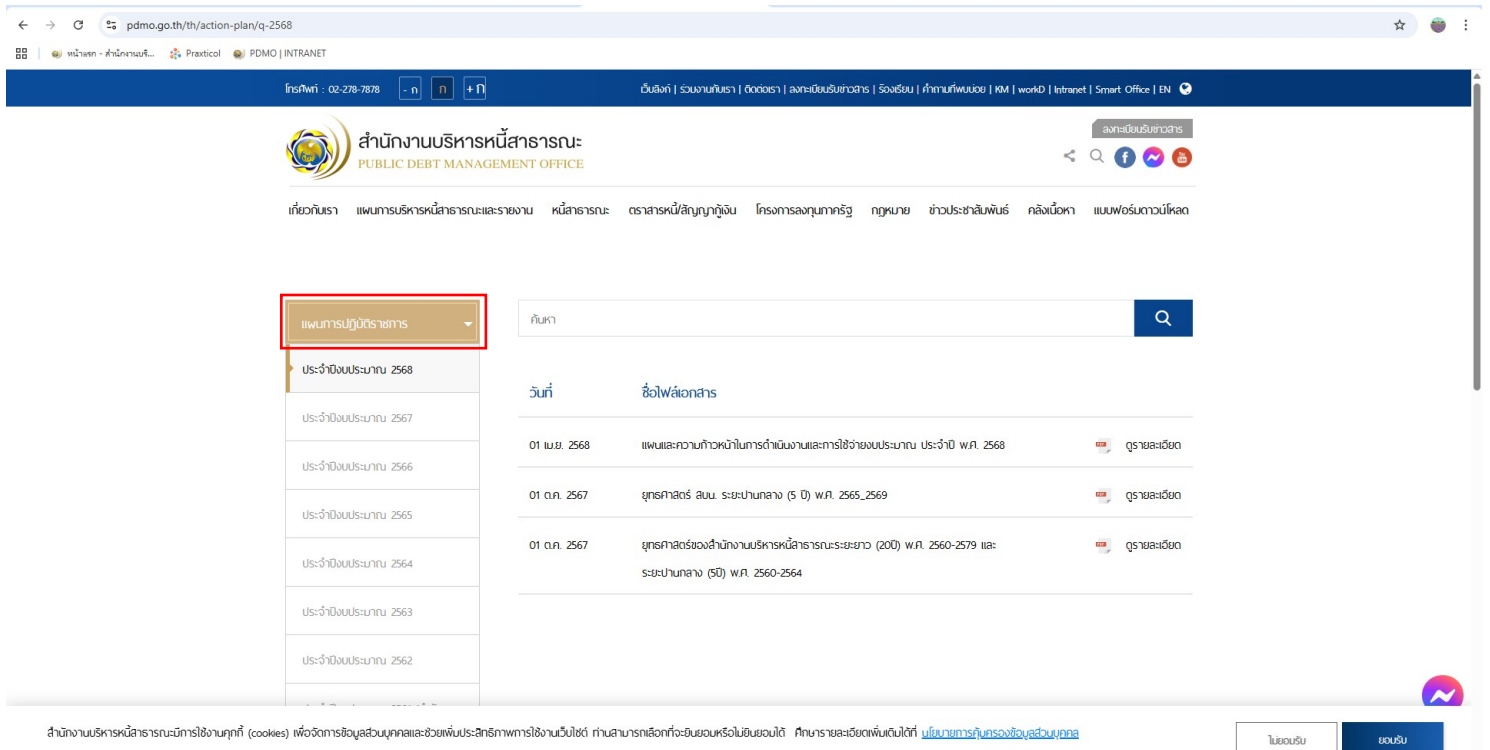 pdmo.go.th/th/action-plan/q-2568
หน้าแรก - สำนักงานบริ... Praxticol PDMO | INTRANET
โทรศัพท์ : 02-278-7878 - ก ก + ก เว็บลิงก์ | ร่วมงานกับเรา | ติดต่อเรา | ลงทะเบียนรับข่าวสาร | ร้องเรียน | คำถามที่พบบ่อย | KM | workD | Intranet | Smart Office | EN
ลงทะเบียนรับข่าวสาร
สำนักงานบริหารหนี้สาธารณะ
PUBLIC DEBT MANAGEMENT OFFICE
เกี่ยวกับเรา แผนการบริหารหนี้สาธารณะและรายงาน หนี้สาธารณะ ตราสารหนี้/สัญญากู้เงิน โครงการลงทุนภาครัฐ กฎหมาย ข่าวประชาสัมพันธ์ คลังเนื้อหา แบบฟอร์มดาวน์โหลด
แผนการปฏิบัติราชการ
ประจำปีงบประมาณ 2568
ประจำปีงบประมาณ 2567
ประจำปีงบประมาณ 2566
ประจำปีงบประมาณ 2565
ประจำปีงบประมาณ 2564
ประจำปีงบประมาณ 2563
ประจำปีงบประมาณ 2562
ค้นหา
วันที่ ชื่อไฟล์เอกสาร
01 เม.ย. 2568 แผนและความก้าวหน้าในการดำเนินงานและการใช้จ่ายงบประมาณ ประจำปี พ.ศ. 2568 PDF ดูรายละเอียด
01 ต.ค. 2567 ยุทธศาสตร์ สบน. ระยะปานกลาง (5 ปี) พ.ศ. 2565_2569 PDF ดูรายละเอียด
01 ต.ค. 2567 ยุทธศาสตร์ของสำนักงานบริหารหนี้สาธารณะระยะยาว (20ปี) พ.ศ. 2560-2579 และ PDF ดูรายละเอียด
ระยะปานกลาง (5ปี) พ.ศ. 2560-2564
สำนักงานบริหารหนี้สาธารณะมีการใช้งานคุกกี้ (cookies) เพื่อจัดการข้อมูลส่วนบุคคลและช่วยเพิ่มประสิทธิภาพการใช้งานเว็บไซต์ ท่านสามารถเลือกที่จะยินยอมหรือไม่ยินยอมได้ ศึกษารายละเอียดเพิ่มเติมได้ที่ นโยบายการคุ้มครองข้อมูลส่วนบุคคล
ไม่ยอมรับ ยอมรับ